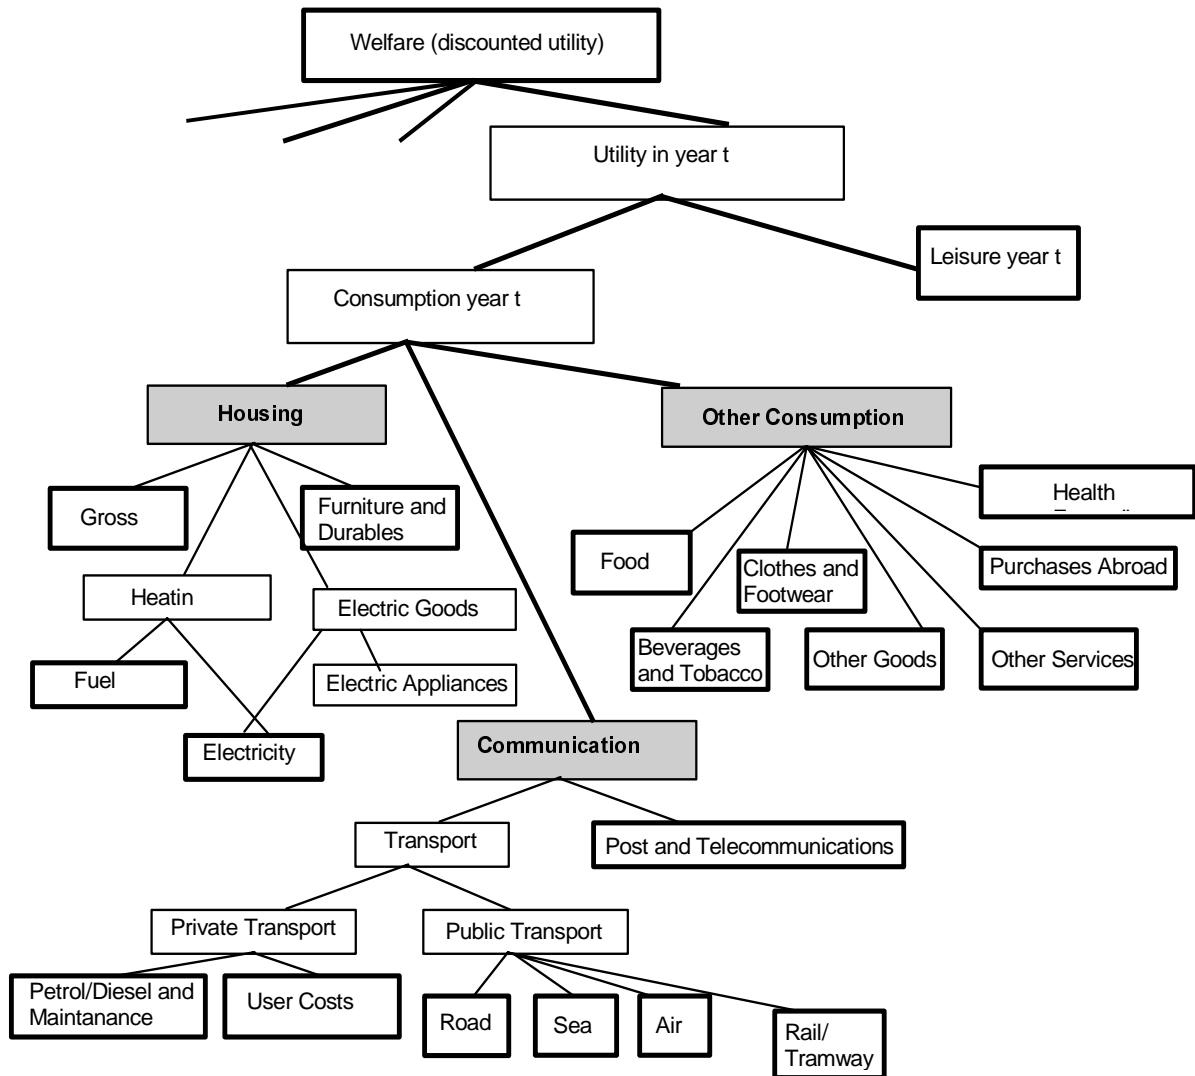 Welfare (discounted utility)
Utility in year t
Leisure year t
Consumption year t
Housing
Other Consumption
Gross
Furniture and
Durables
Health
Food
Clothes and
Footwear
Purchases Abroad
Heatin
Electric Goods
Beverages
and Tobacco
Other Goods
Other Services
Fuel
Electric Appliances
Electricity
Communication
Transport
Post and Telecommunications
Private Transport
Public Transport
Petrol/Diesel and
Maintanance
User Costs
Road
Sea
Air
Rail/
Tramway